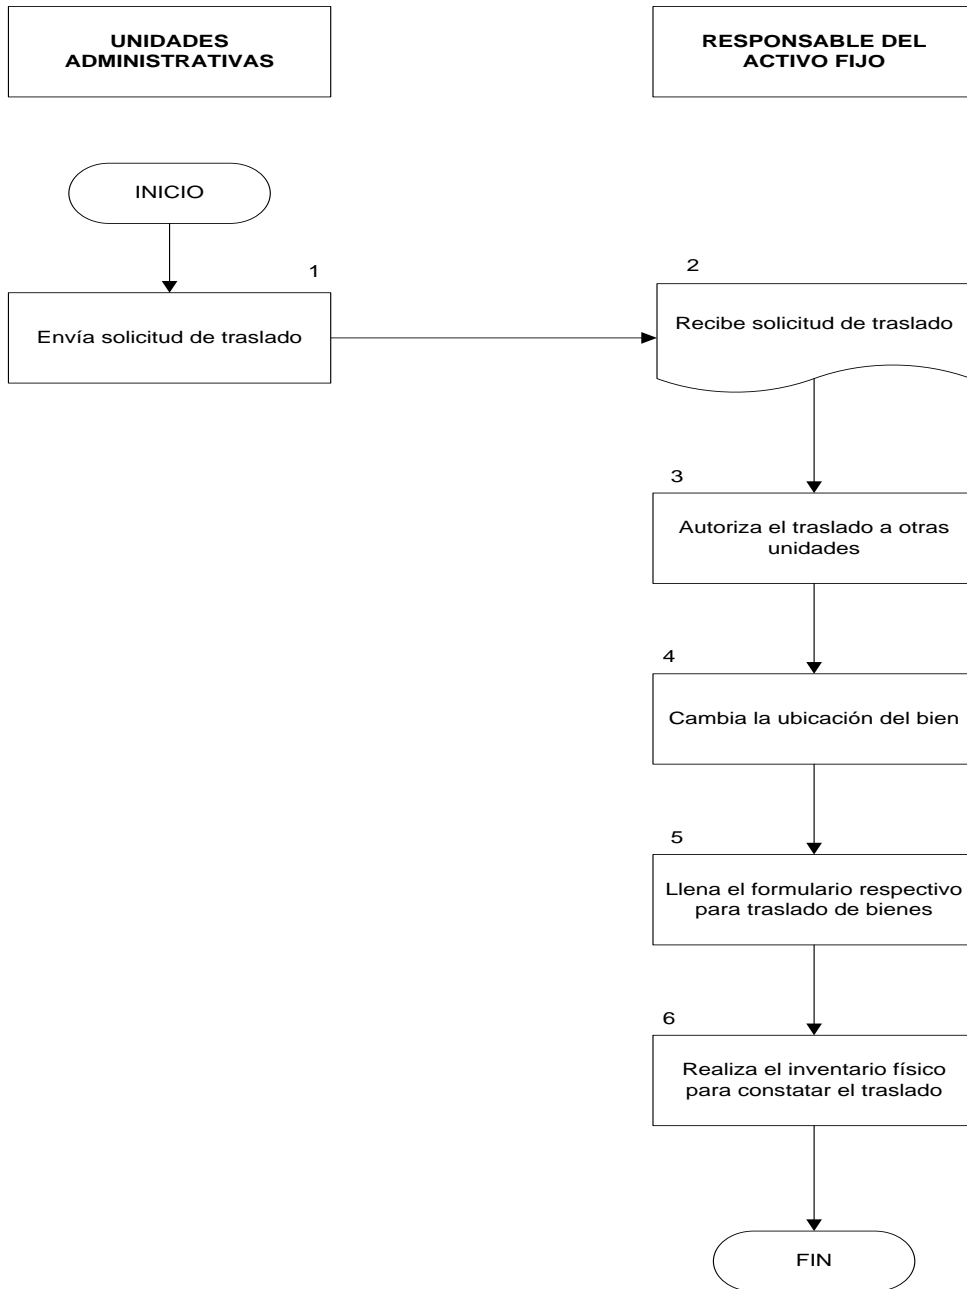 UNIDADES
ADMINISTRATIVAS
RESPONSABLE DEL
ACTIVO FIJO
INICIO
1
Envía solicitud de traslado
2
Recibe solicitud de traslado
3
Autoriza el traslado a otras
unidades
4
Cambia la ubicación del bien
5
Llena el formulario respectivo
para traslado de bienes
6
Realiza el inventario físico
para constatar el traslado
FIN